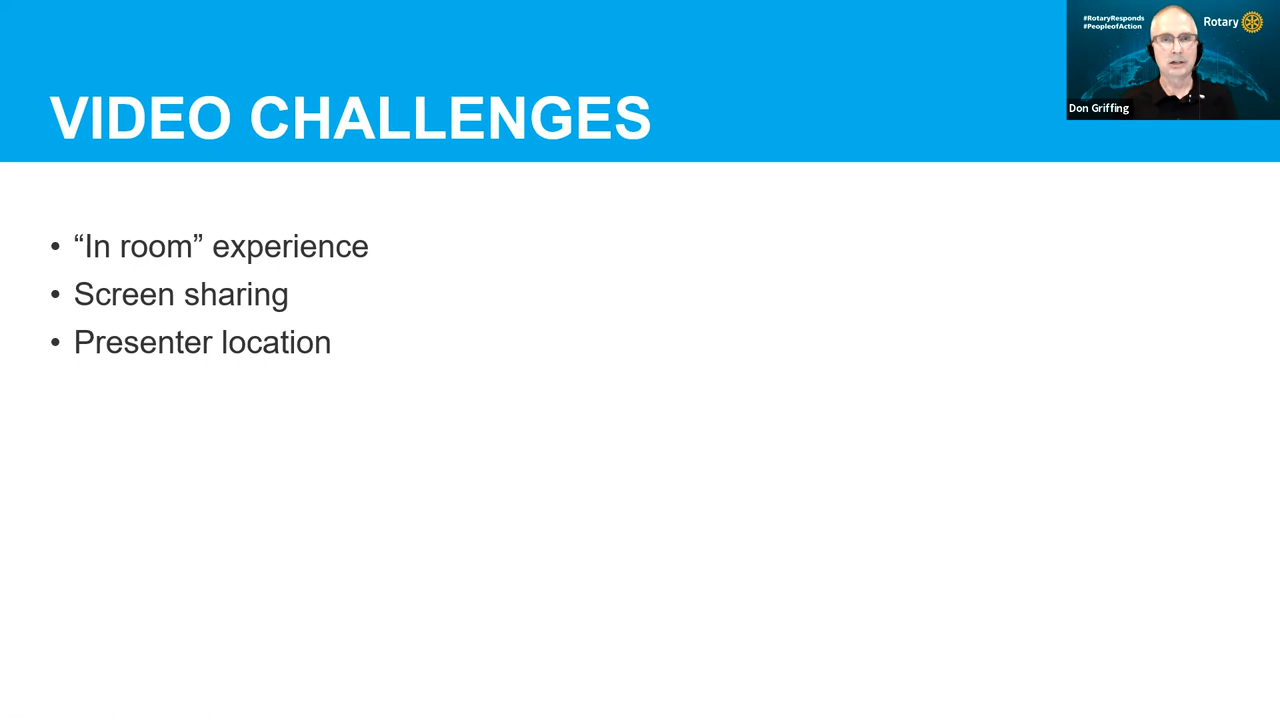 #RotaryResponds
#PeopleofAction
Rotary
Don Griffing
VIDEO CHALLENGES
• “In room” experience
• Screen sharing
• Presenter location